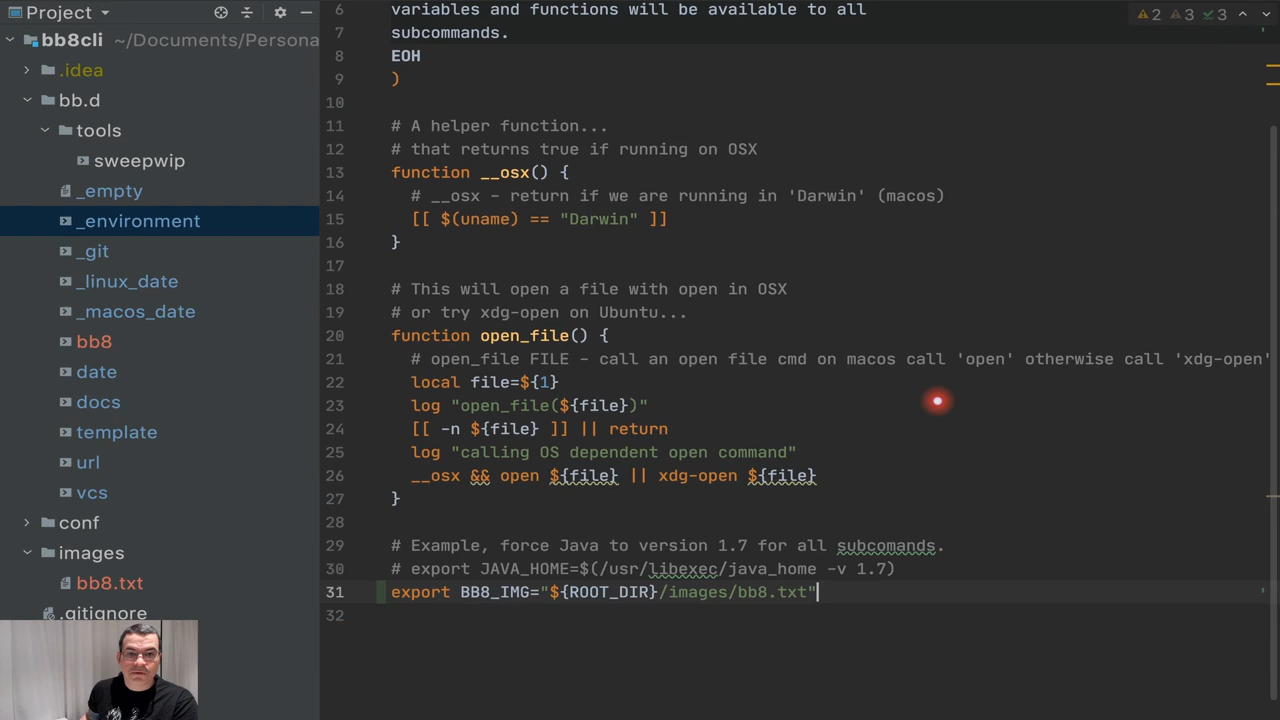 Project
bb8cli ~/Documents/Persona
.idea
bb.d
tools
sweepwip
_empty
_environment
_git
_linux_date
_macos_date
bb8
date
docs
template
url
vcs
conf
images
bb8.txt
.gitignore
2 3 3
6 variables and functions will be available to all
7 subcommands.
8 EOH
9 )
10
11 # A helper function...
12 # that returns true if running on OSX
13 function __osx() {
14 # __osx - return if we are running in 'Darwin' (macos)
15 [[ $(uname) == "Darwin" ]]
16 }
17
18 # This will open a file with open in OSX
19 # or try xdg-open on Ubuntu...
20 function open_file() {
21 # open_file FILE - call an open file cmd on macos call 'open' otherwise call 'xdg-open'
22 local file=${1}
23 log "open_file(${file})"
24 [[ -n ${file} ]] || return
25 log "calling OS dependent open command"
26 __osx && open ${file} || xdg-open ${file}
27 }
28
29 # Example, force Java to version 1.7 for all subcomands.
30 # export JAVA_HOME=$(/usr/libexec/java_home -v 1.7)
31 export BB8_IMG="${ROOT_DIR}/images/bb8.txt"
32